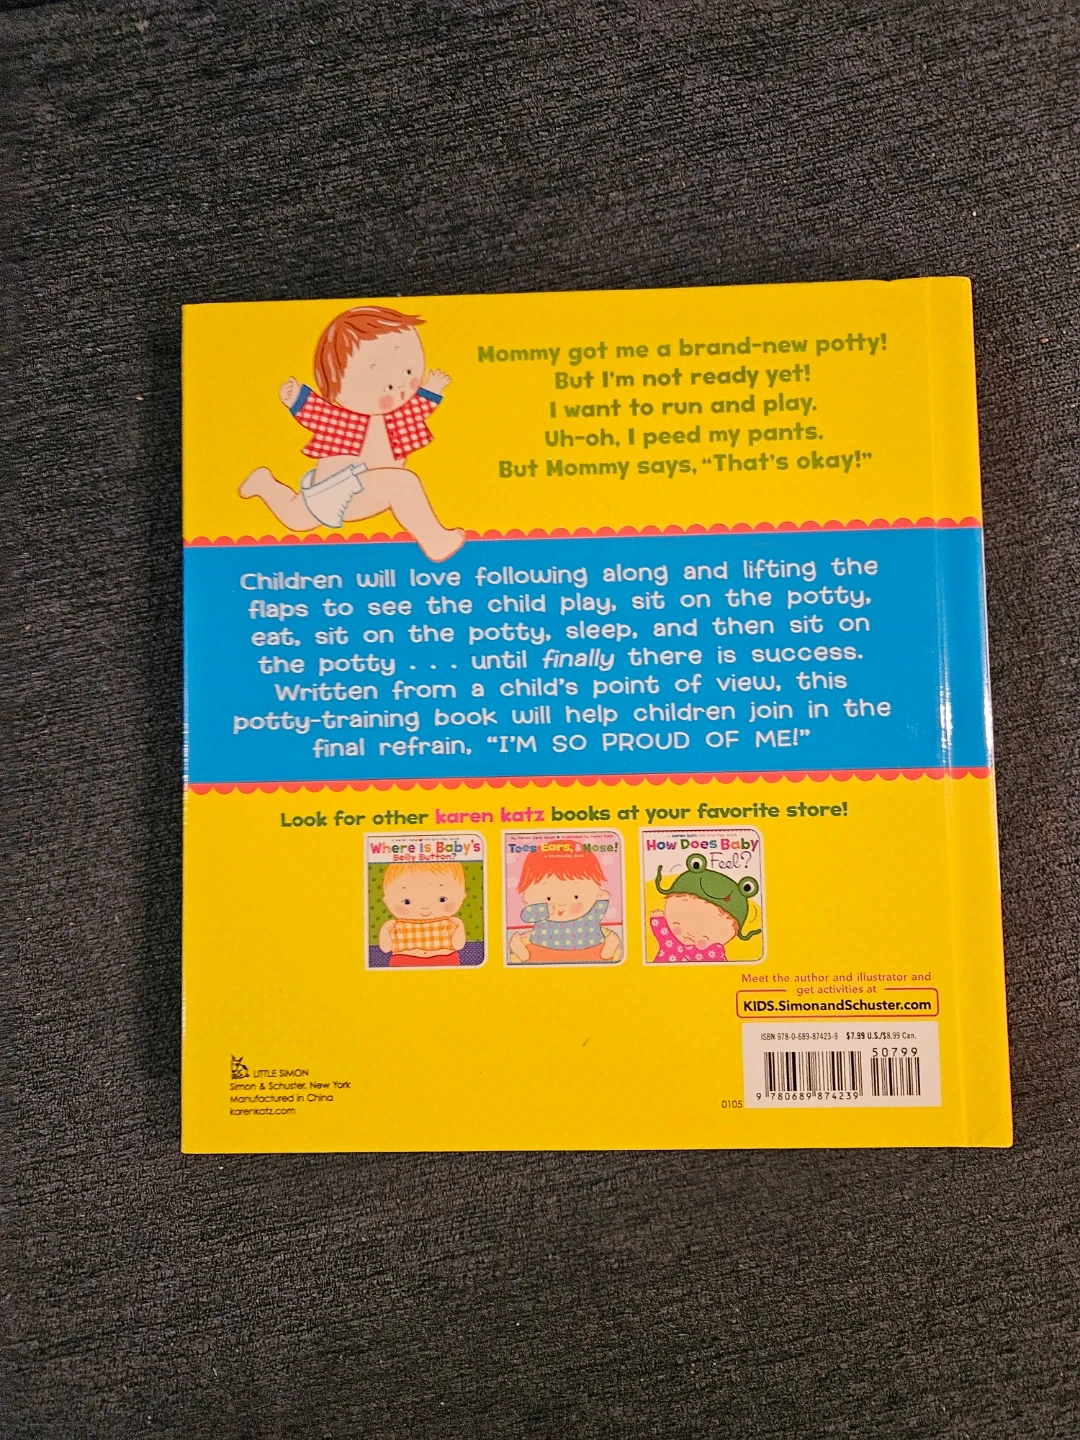 Mommy got me a brand-new potty!
But I'm not ready yet!
I want to run and play.
Uh-oh, I peed my pants.
But Mommy says, “That's okay!”
Children will love following along and lifting the
flaps to see the child play, sit on the potty,
eat, sit on the potty, sleep, and then sit on
the potty . . . until finally there is success.
Written from a child's point of view, this
potty-training book will help children join in the
final refrain, “I'M SO PROUD OF ME!”
Look for other karen katz books at your favorite store!
Where Is Baby's
Belly Button?
Toes, Ears, & Nose!
How Does Baby
Feel?
Meet the author and illustrator and
get activities at
KIDS.SimonandSchuster.com
ISBN 978-0-689-87423-9 $7.99 U.S./$8.99 Can.
50799
9 780689 874239
0105
LITTLE SIMON
Simon & Schuster, New York
Manufactured in China
karenkatz.com